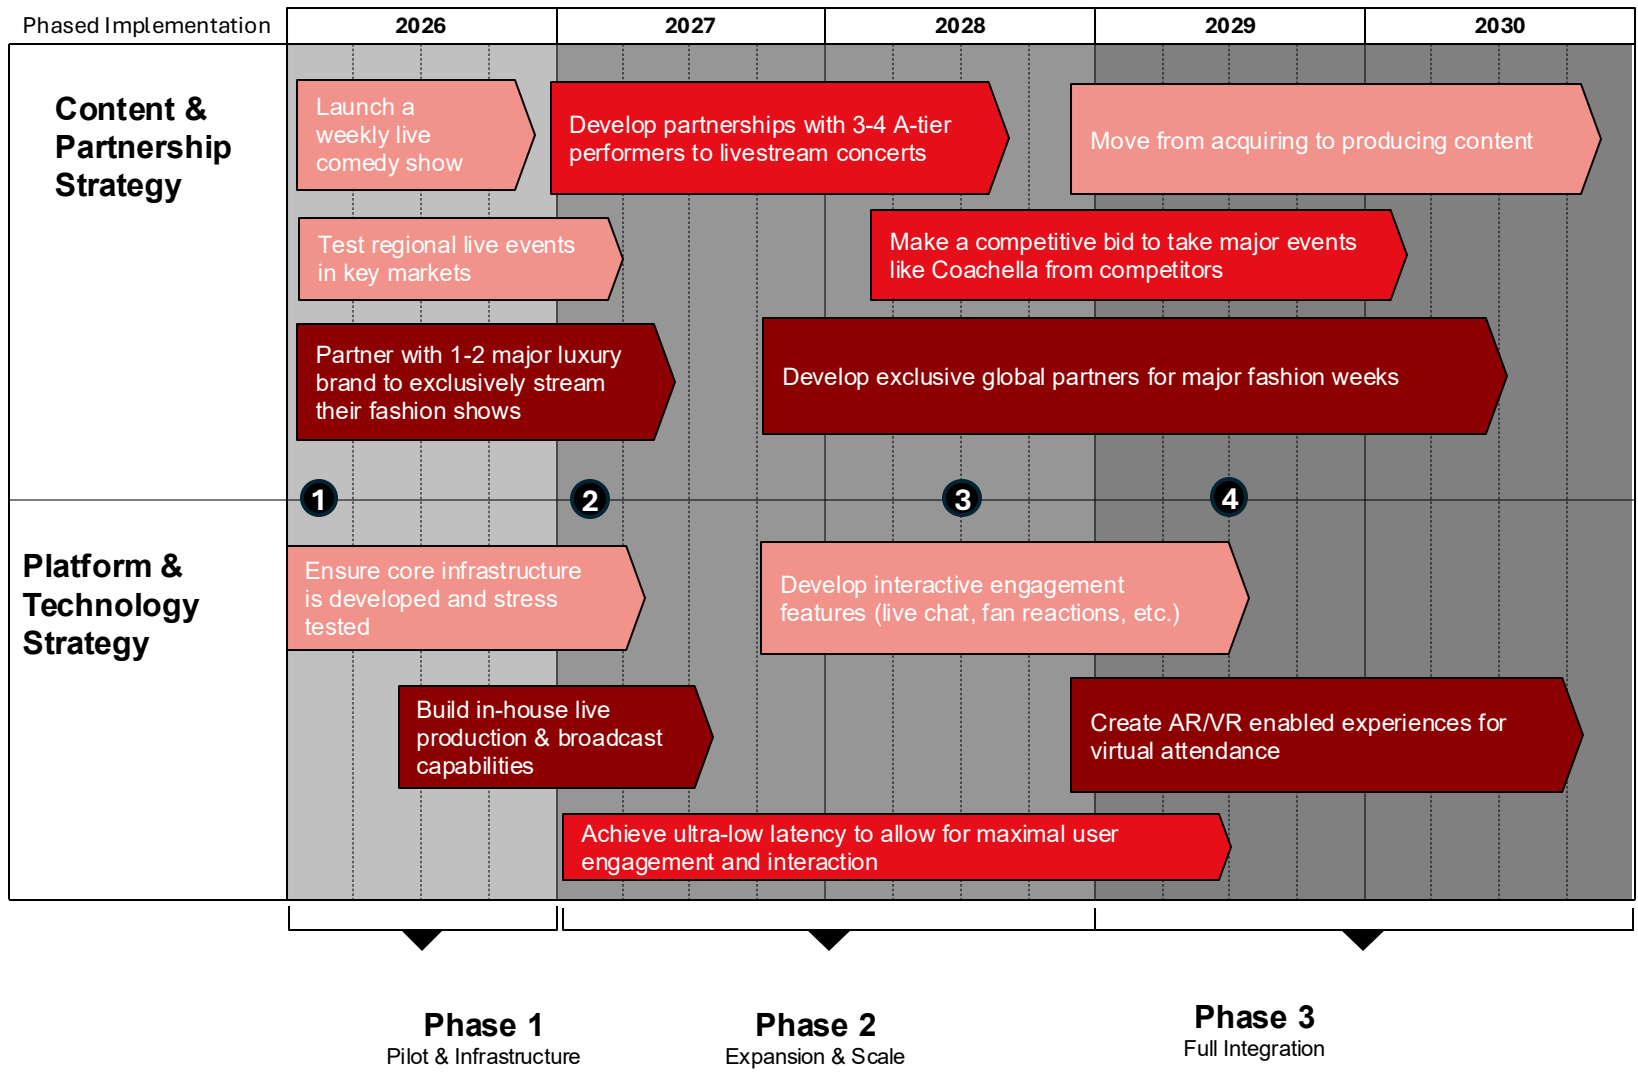 Phased Implementation
2026
2027
2028
2029
2030
Content &
Partnership
Strategy
Launch a
weekly live
comedy show
Develop partnerships with 3-4 A-tier
performers to livestream concerts
Move from acquiring to producing content
Test regional live events
in key markets
Make a competitive bid to take major events
like Coachella from competitors
Partner with 1-2 major luxury
brand to exclusively stream
their fashion shows
Develop exclusive global partners for major fashion weeks
1
2
3
4
Platform &
Technology
Strategy
Ensure core infrastructure
is developed and stress
tested
Develop interactive engagement
features (live chat, fan reactions, etc.)
Build in-house live
production & broadcast
capabilities
Create AR/VR enabled experiences for
virtual attendance
Achieve ultra-low latency to allow for maximal user
engagement and interaction
Phase 1
Pilot & Infrastructure
Phase 2
Expansion & Scale
Phase 3
Full Integration